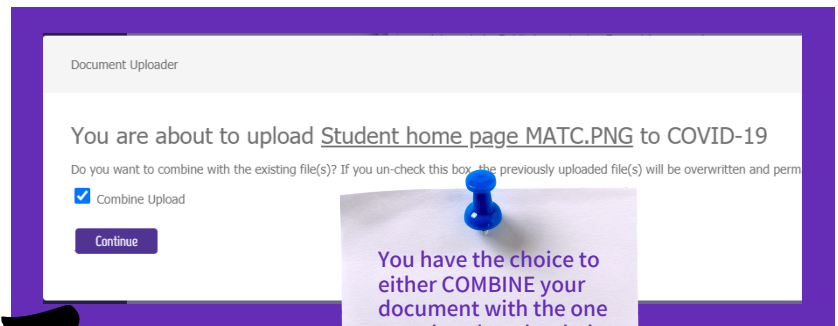 Document Uploader
You are about to upload Student home page MATC.PNG to COVID-19
Do you want to combine with the existing file(s)? If you un-check this box, the previously uploaded file(s) will be overwritten and perm
Combine Upload
Continue
You have the choice to
either COMBINE your
document with the one